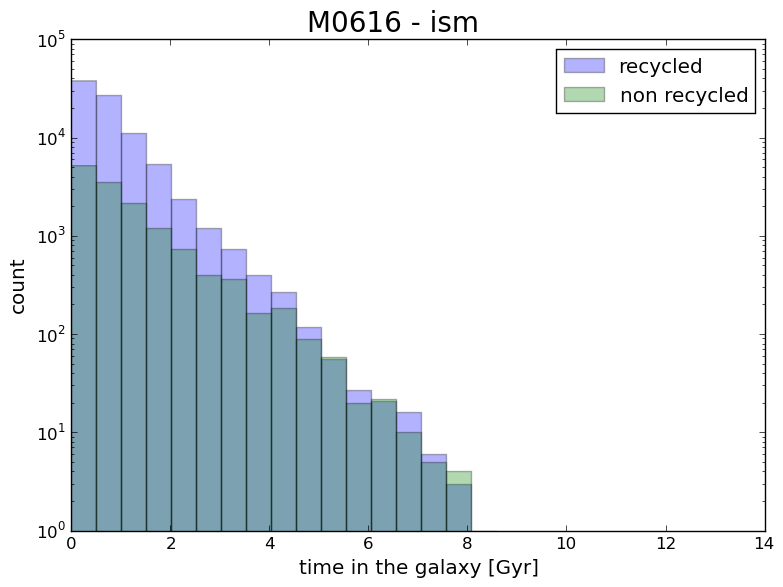 M0616 - ism
recycled
non recycled
10^5
10^4
10^3
10^2
10^1
10^0
count
0 2 4 6 8 10 12 14
time in the galaxy [Gyr]